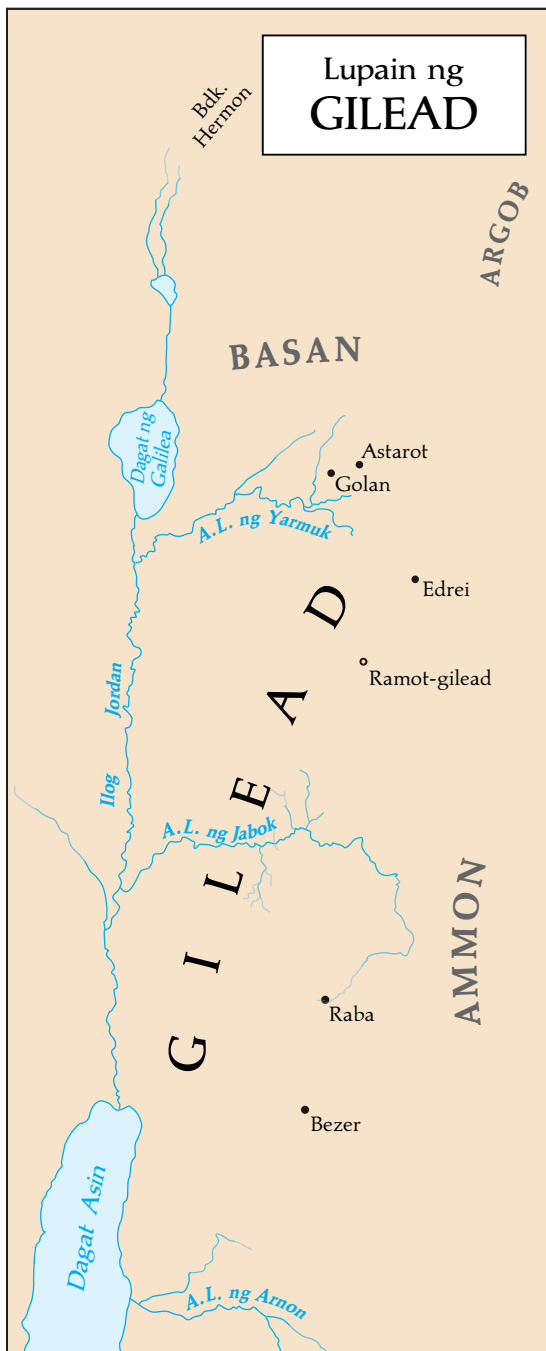 Lupain ng
GILEAD
Bdk.
Hermon
ARGOB
BASAN
Dagat ng
Galilea
Astarot
Golan
A.L. ng Yarmuk
Edrei
Ramot-gilead
Ilog Jordan
GILEAD
A.L. ng Jabok
AMMON
Raba
Bezer
Dagat Asin
A.L. ng Arnon